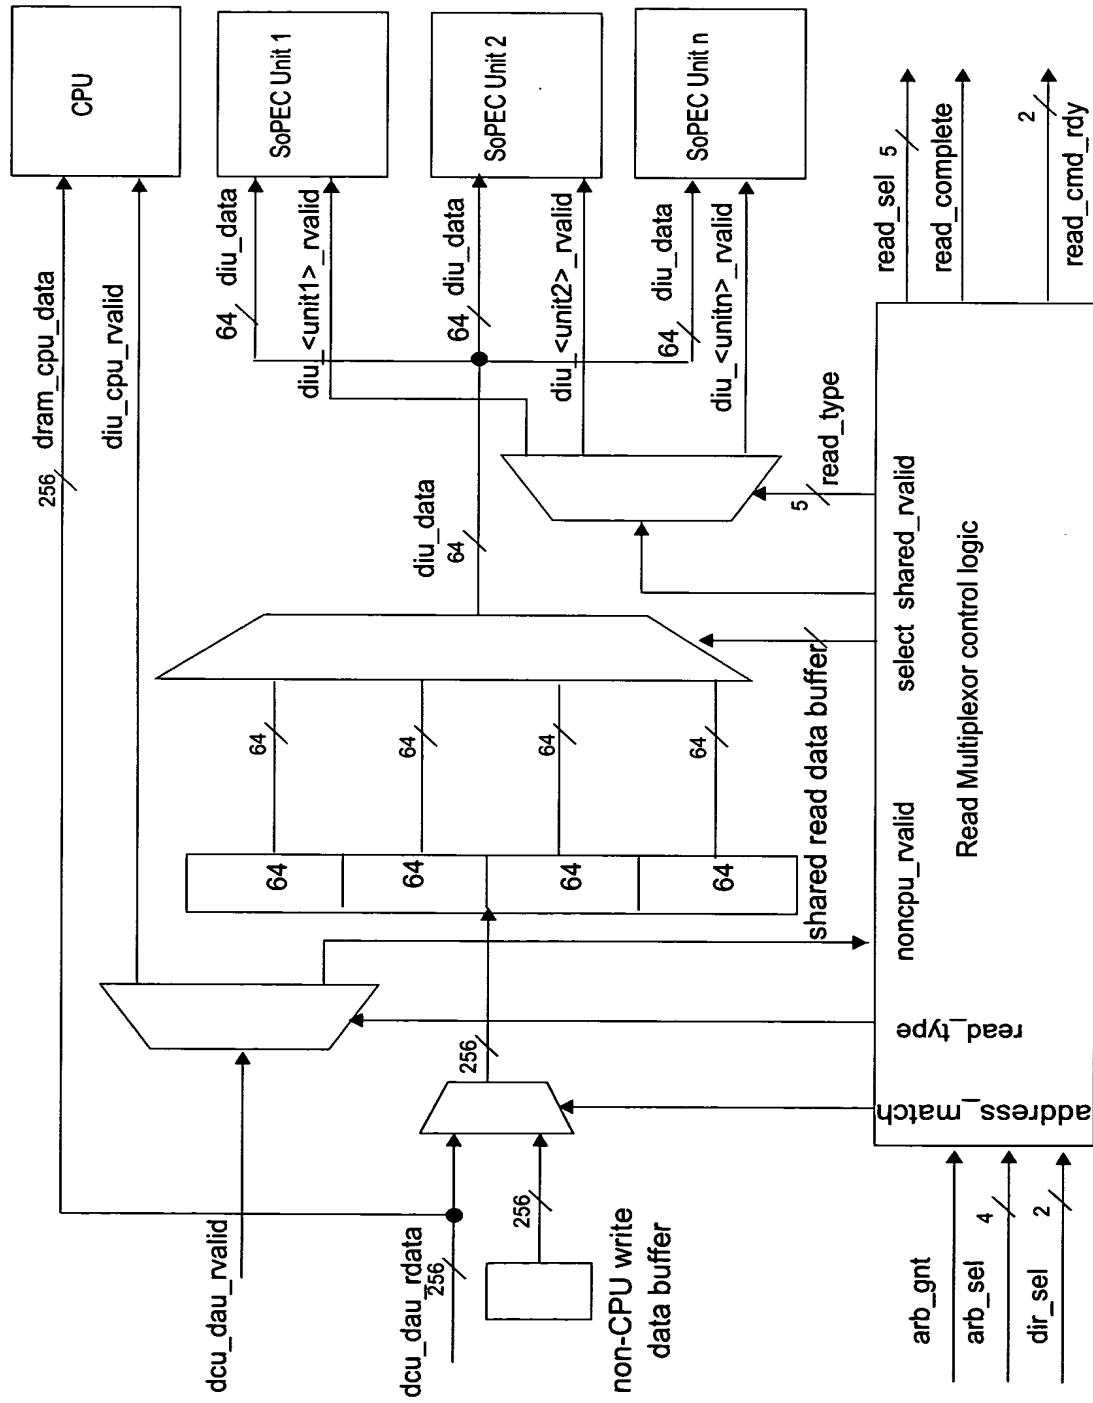 CPU
SoPEC Unit 1
SoPEC Unit 2
SoPEC Unit n
256
dram_cpu_data
diu_cpu_rvalid
64
diu_data
diu_<unit1>_rvalid
64
diu_data
diu_<unit2>_rvalid
64
diu_data
diu_<unitn>_rvalid
diu_data
64
5
read_type
64
64
64
64
64
64
64
64
shared read data buffer
256
dcu_dau_rvalid
dcu_dau_rdata
256
256
non-CPU write
data buffer
address_match
read_type
noncpu_rvalid
select
shared_rvalid
Read Multiplexor control logic
arb_gnt
arb_sel
4
dir_sel
2
read_sel
5
read_complete
2
read_cmd_rdy